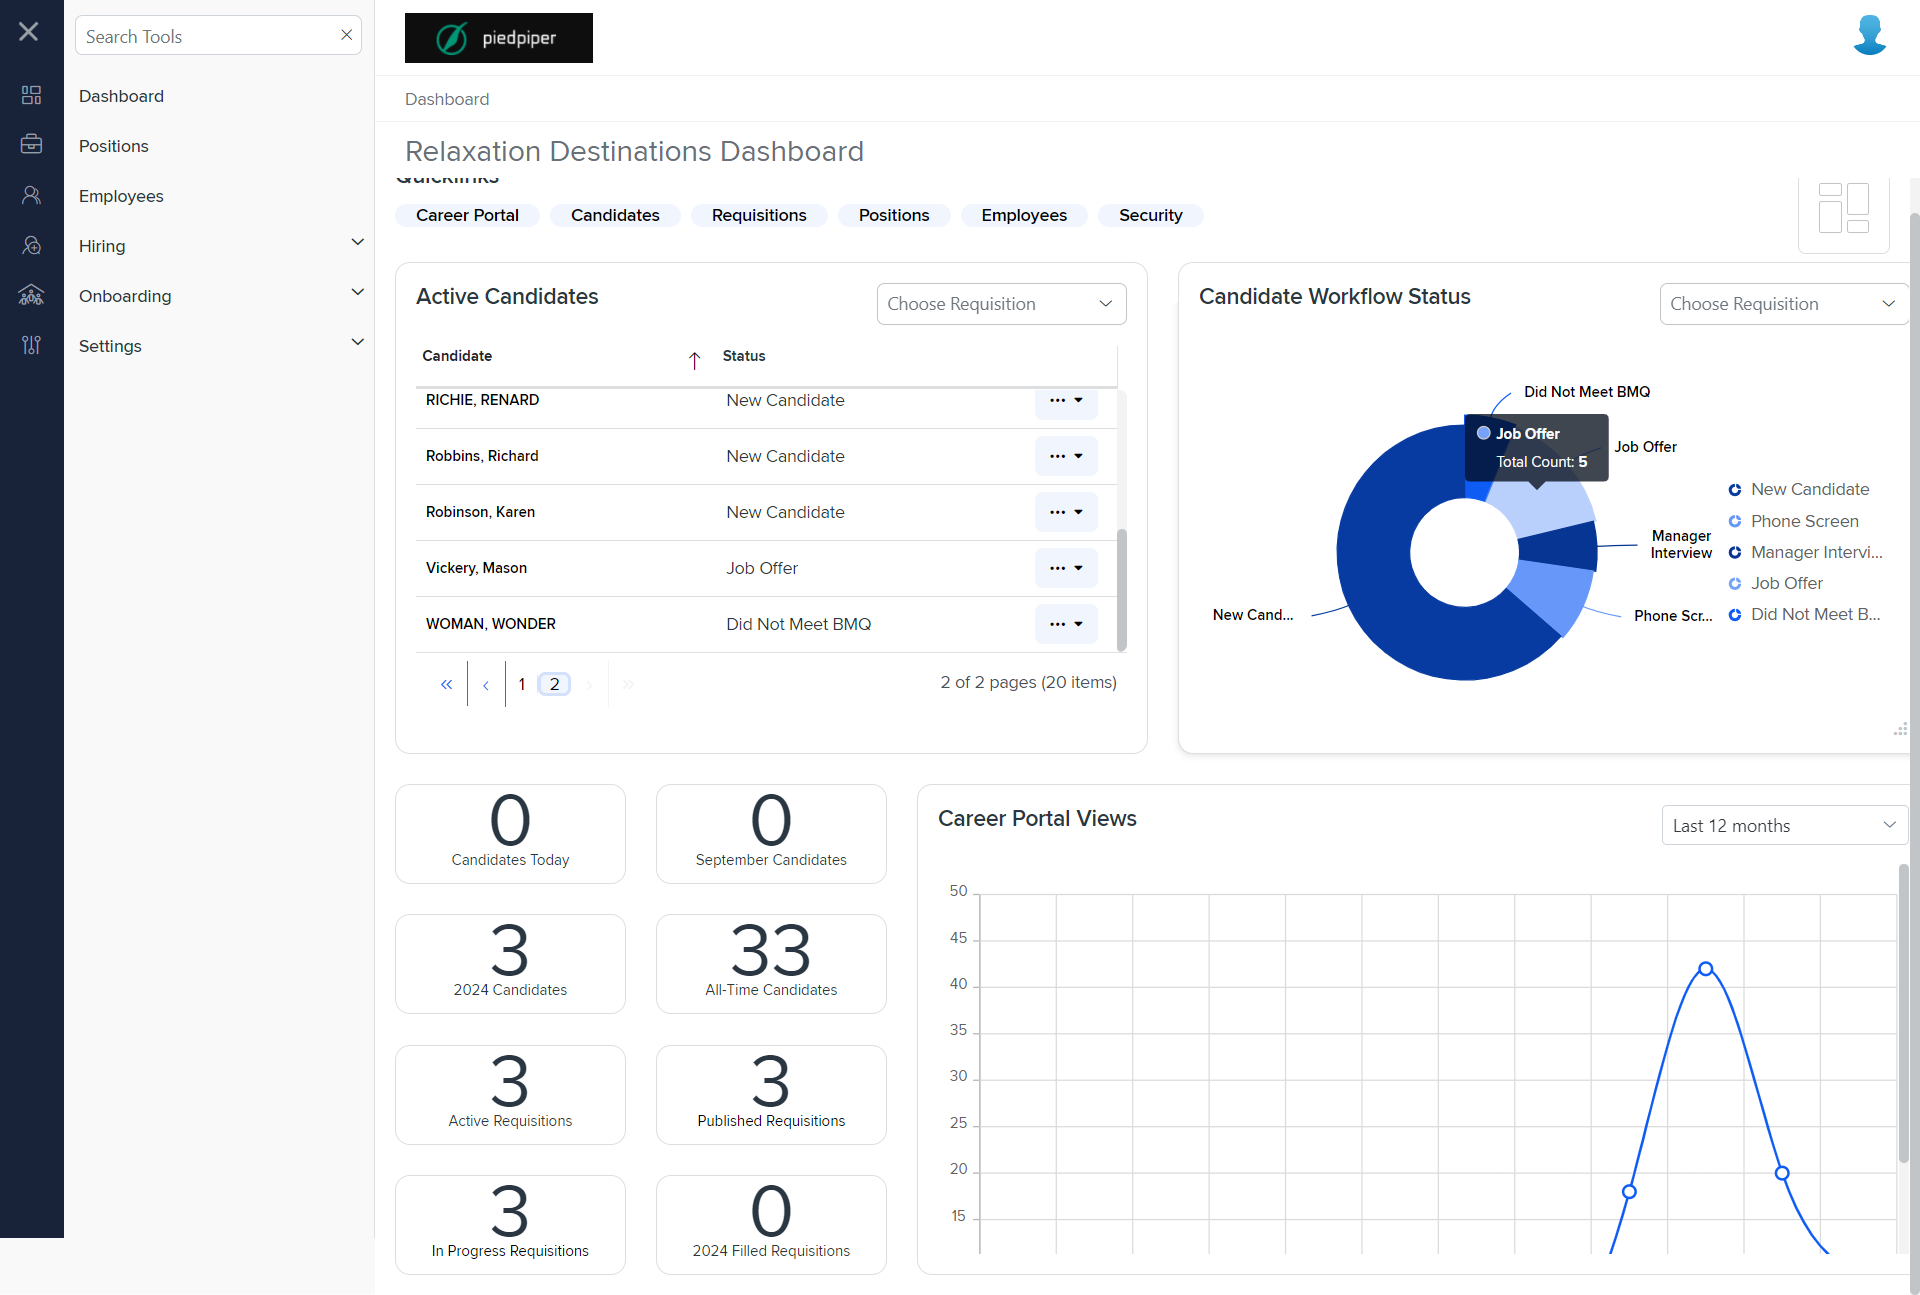 Search Tools
piedpiper
Dashboard
Positions
Employees
Hiring
Onboarding
Settings
Dashboard
Relaxation Destinations Dashboard
Quicklinks
Career Portal
Candidates
Requisitions
Positions
Employees
Security
Active Candidates
Choose Requisition
Candidate
Status
RICHIE, RENARD
New Candidate
Robbins, Richard
New Candidate
Robinson, Karen
New Candidate
Vickery, Mason
Job Offer
WOMAN, WONDER
Did Not Meet BMQ
« ‹ 1 2 › »
2 of 2 pages (20 items)
Candidate Workflow Status
Choose Requisition
Did Not Meet BMQ
Job Offer
Total Count: 5
Job Offer
Manager
Interview
Phone Scr...
New Cand...
New Candidate
Phone Screen
Manager Intervi...
Job Offer
Did Not Meet B...
0
Candidates Today
0
September Candidates
3
2024 Candidates
33
All-Time Candidates
3
Active Requisitions
3
Published Requisitions
3
In Progress Requisitions
0
2024 Filled Requisitions
Career Portal Views
Last 12 months
50
45
40
35
30
25
20
15